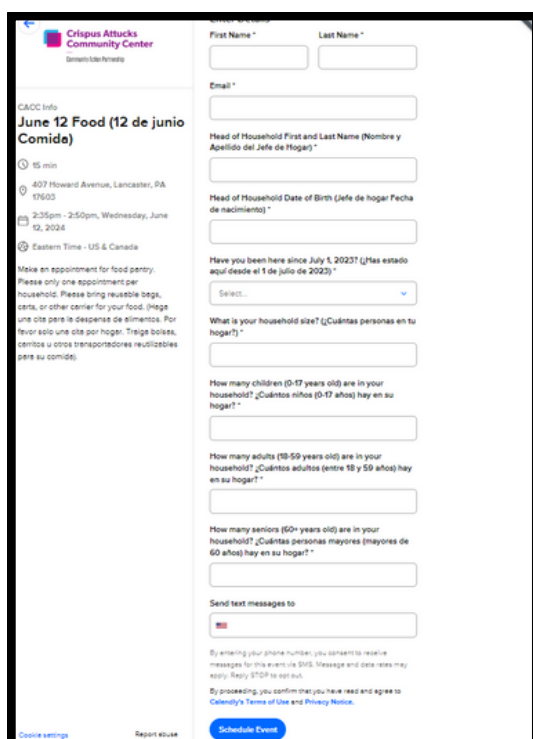 Crispus Attucks
Community Center
Community Action Partnership
CACC Info
June 12 Food (12 de junio
Comida)
15 min
407 Howard Avenue, Lancaster, PA
17603
2:35pm - 2:50pm, Wednesday, June
12, 2024
Eastern Time - US & Canada
Make an appointment for food pantry.
Please only one appointment per
household. Please bring reusable bags,
carts, or other carrier for your food. (Haga
una cita para la despensa de alimentos. Por
favor solo una cita por hogar. Traiga bolsas,
carritos u otros transportadores reutilizables
para su comida).
Cookie settings
Report abuse
Enter Details
First Name *
Last Name *
Email *
Head of Household First and Last Name (Nombre y
Apellido del Jefe de Hogar) *
Head of Household Date of Birth (Jefe de hogar Fecha
de nacimiento) *
Have you been here since July 1, 2023? (¿Has estado
aquí desde el 1 de julio de 2023) *
Select...
What is your household size? (¿Cuántas personas en tu
hogar?) *
How many children (0-17 years old) are in your
household? ¿Cuántos niños (0-17 años) hay en su
hogar? *
How many adults (18-59 years old) are in your
household? ¿Cuántos adultos (entre 18 y 59 años) hay
en su hogar? *
How many seniors (60+ years old) are in your
household? ¿Cuántas personas mayores (mayores de
60 años) hay en su hogar? *
Send text messages to
By entering your phone number, you consent to receive
messages for this event via SMS. Message and data rates may
apply. Reply STOP to opt out.
By proceeding, you confirm that you have read and agree to
Calendly's Terms of Use and Privacy Notice.
Schedule Event